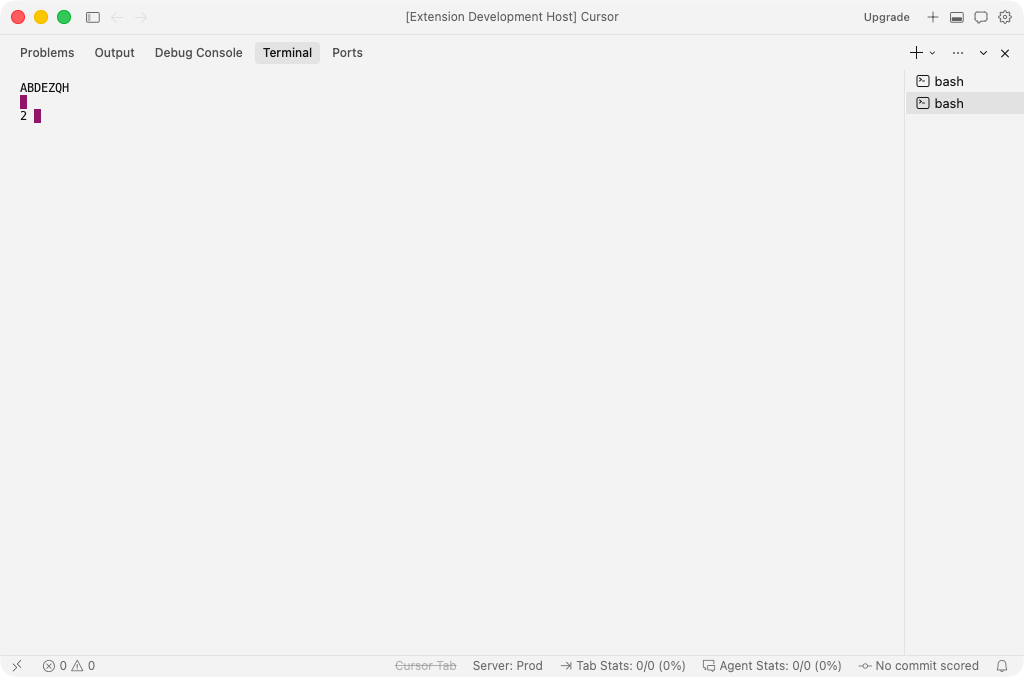 [Extension Development Host] Cursor
Upgrade
Problems Output Debug Console Terminal Ports
ABDEZQH
2
bash
bash
0 0 Cursor Tab Server: Prod Tab Stats: 0/0 (0%) Agent Stats: 0/0 (0%) No commit scored